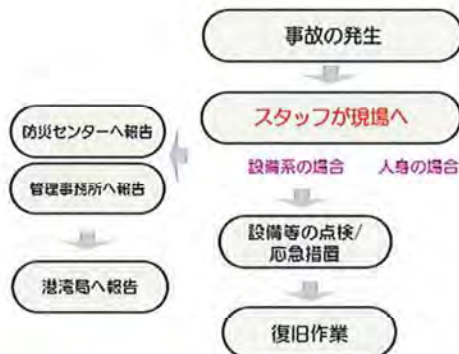 事故の発生
スタッフが現場へ
防災センターへ報告
管理事務所へ報告
港湾局へ報告
設備系の場合 人身の場合
設備等の点検/
応急措置
復旧作業